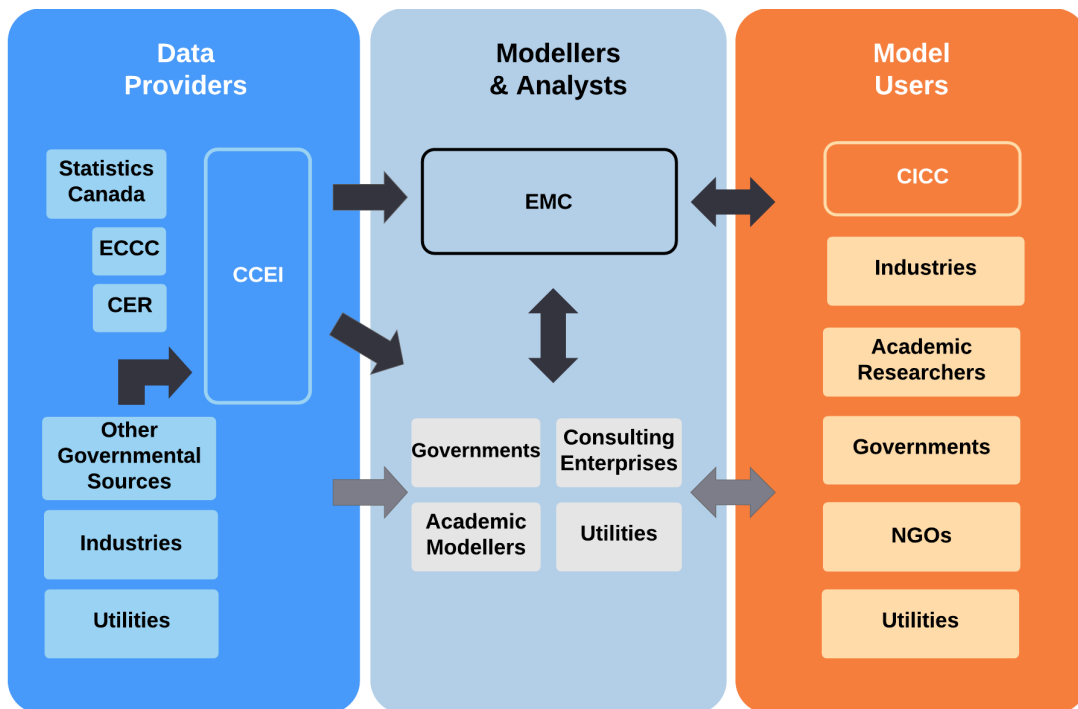 Data
Providers
Statistics
Canada
ECCC
CER
CCEI
Other
Governmental
Sources
Industries
Utilities
Modellers
& Analysts
EMC
Governments
Consulting
Enterprises
Academic
Modellers
Utilities
Model
Users
CICC
Industries
Academic
Researchers
Governments
NGOs
Utilities